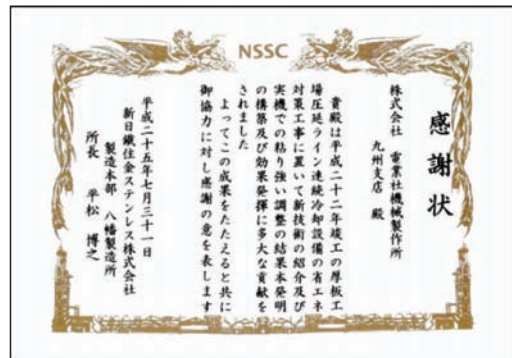 NSSC
感謝状
株式会社 電業社機械製作所
九州支店 殿
貴殿は平成二十二年竣工の厚板工
場圧延ライン連続冷却設備の省エネ
対策工事に置いて新技術の紹介及び
実機での粘り強い調整の結果本発明
の構築及び効果発揮に多大な貢献を
されました
よってこの成果をたたえると共に
御協力に対し感謝の意を表します
平成二十五年七月三十一日
新日鐵住金ステンレス株式会社
製造本部 八幡製造所
所長 平松 博之